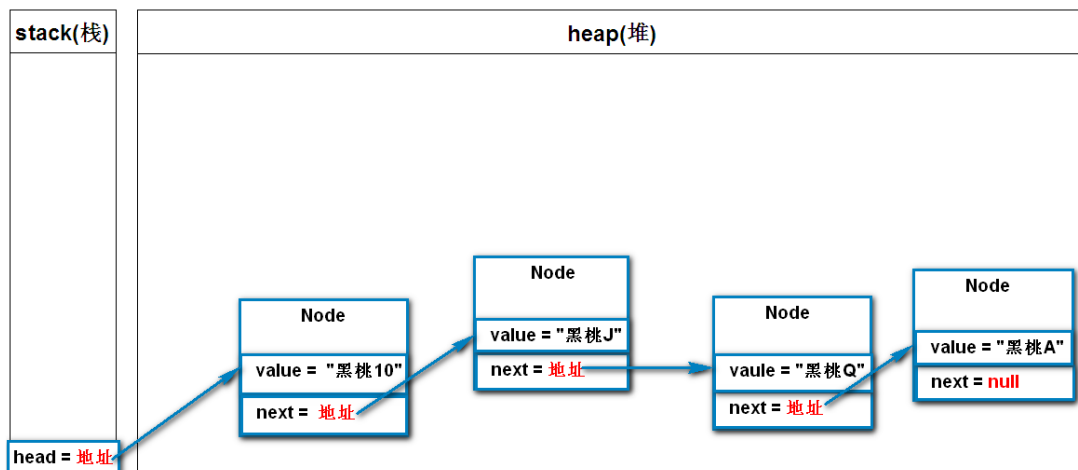 stack(栈)
heap(堆)
Node
value = "黑桃10"
next = 地址
Node
value = "黑桃J"
next = 地址
Node
vaule = "黑桃Q"
next = 地址
Node
value = "黑桃A"
next = null
head = 地址